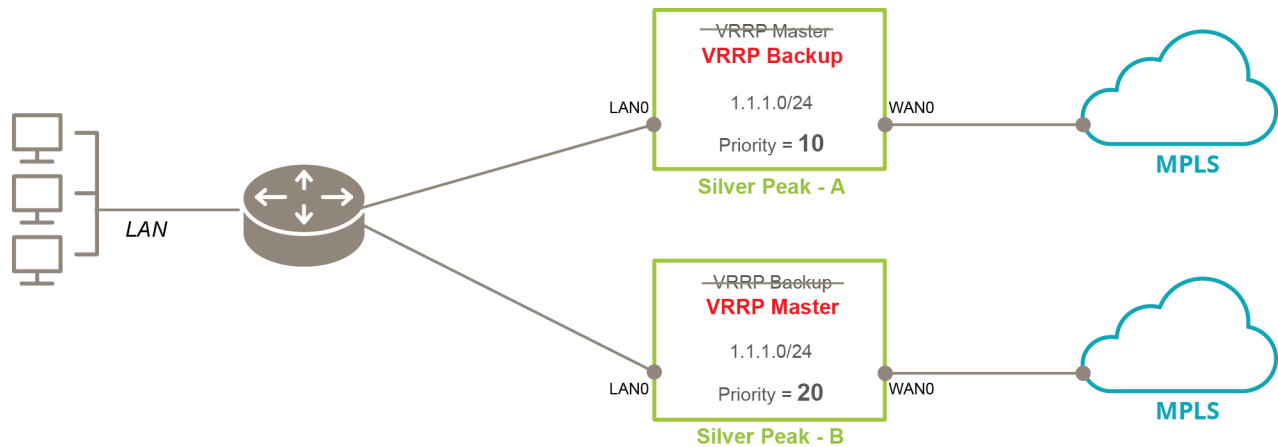 LAN
LAN0
VRRP Master
VRRP Backup
1.1.1.0/24
Priority = 10
Silver Peak - A
WAN0
MPLS
LAN0
VRRP Backup
VRRP Master
1.1.1.0/24
Priority = 20
Silver Peak - B
WAN0
MPLS